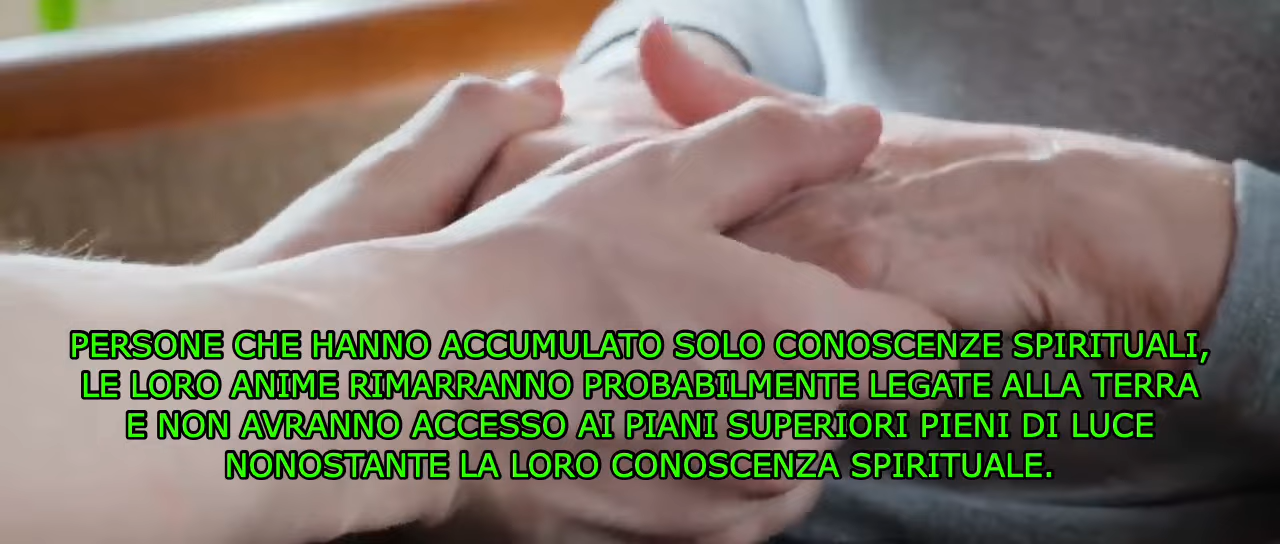 PERSONE CHE HANNO ACCUMULATO SOLO CONOSCENZE SPIRITUALI,
LE LORO ANIME RIMARRANNO PROBABILMENTE LEGATE ALLA TERRA
E NON AVRANNO ACCESSO AI PIANI SUPERIORI PIENI DI LUCE
NONOSTANTE LA LORO CONOSCENZA SPIRITUALE.